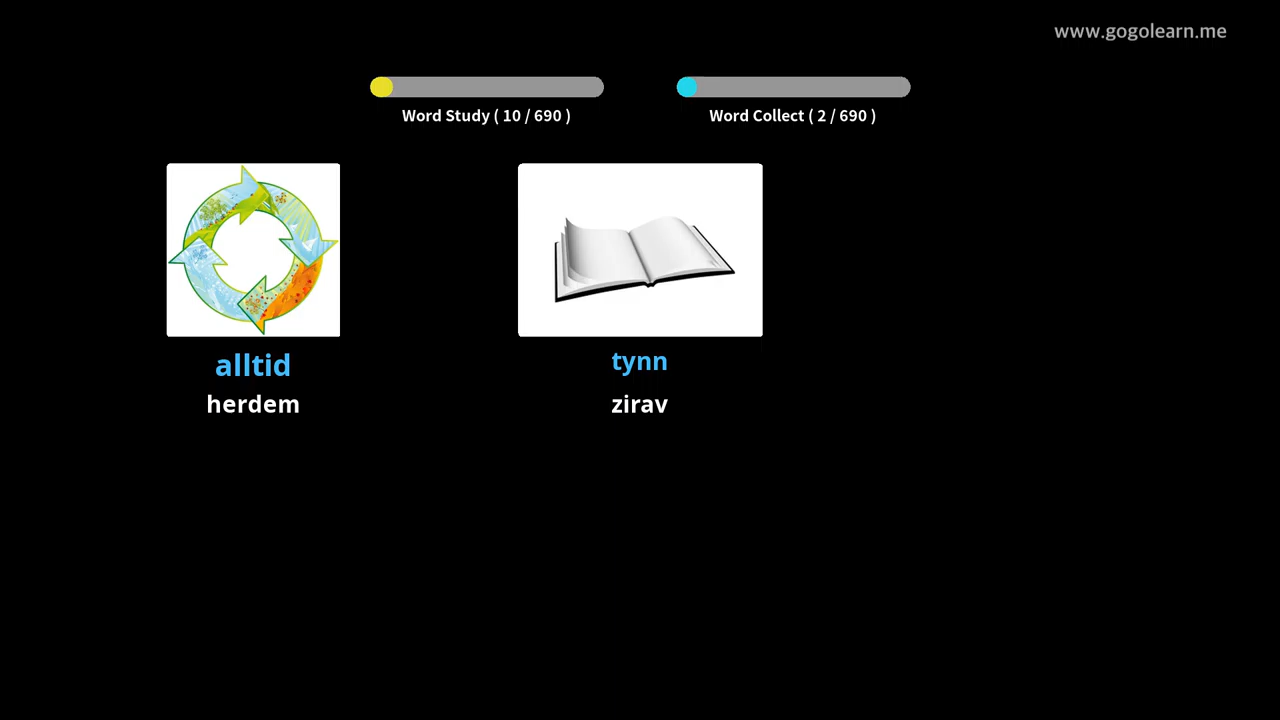 www.gogolearn.me
Word Study ( 10 / 690 )
Word Collect ( 2 / 690 )
alltid
herdem
tynn
zirav